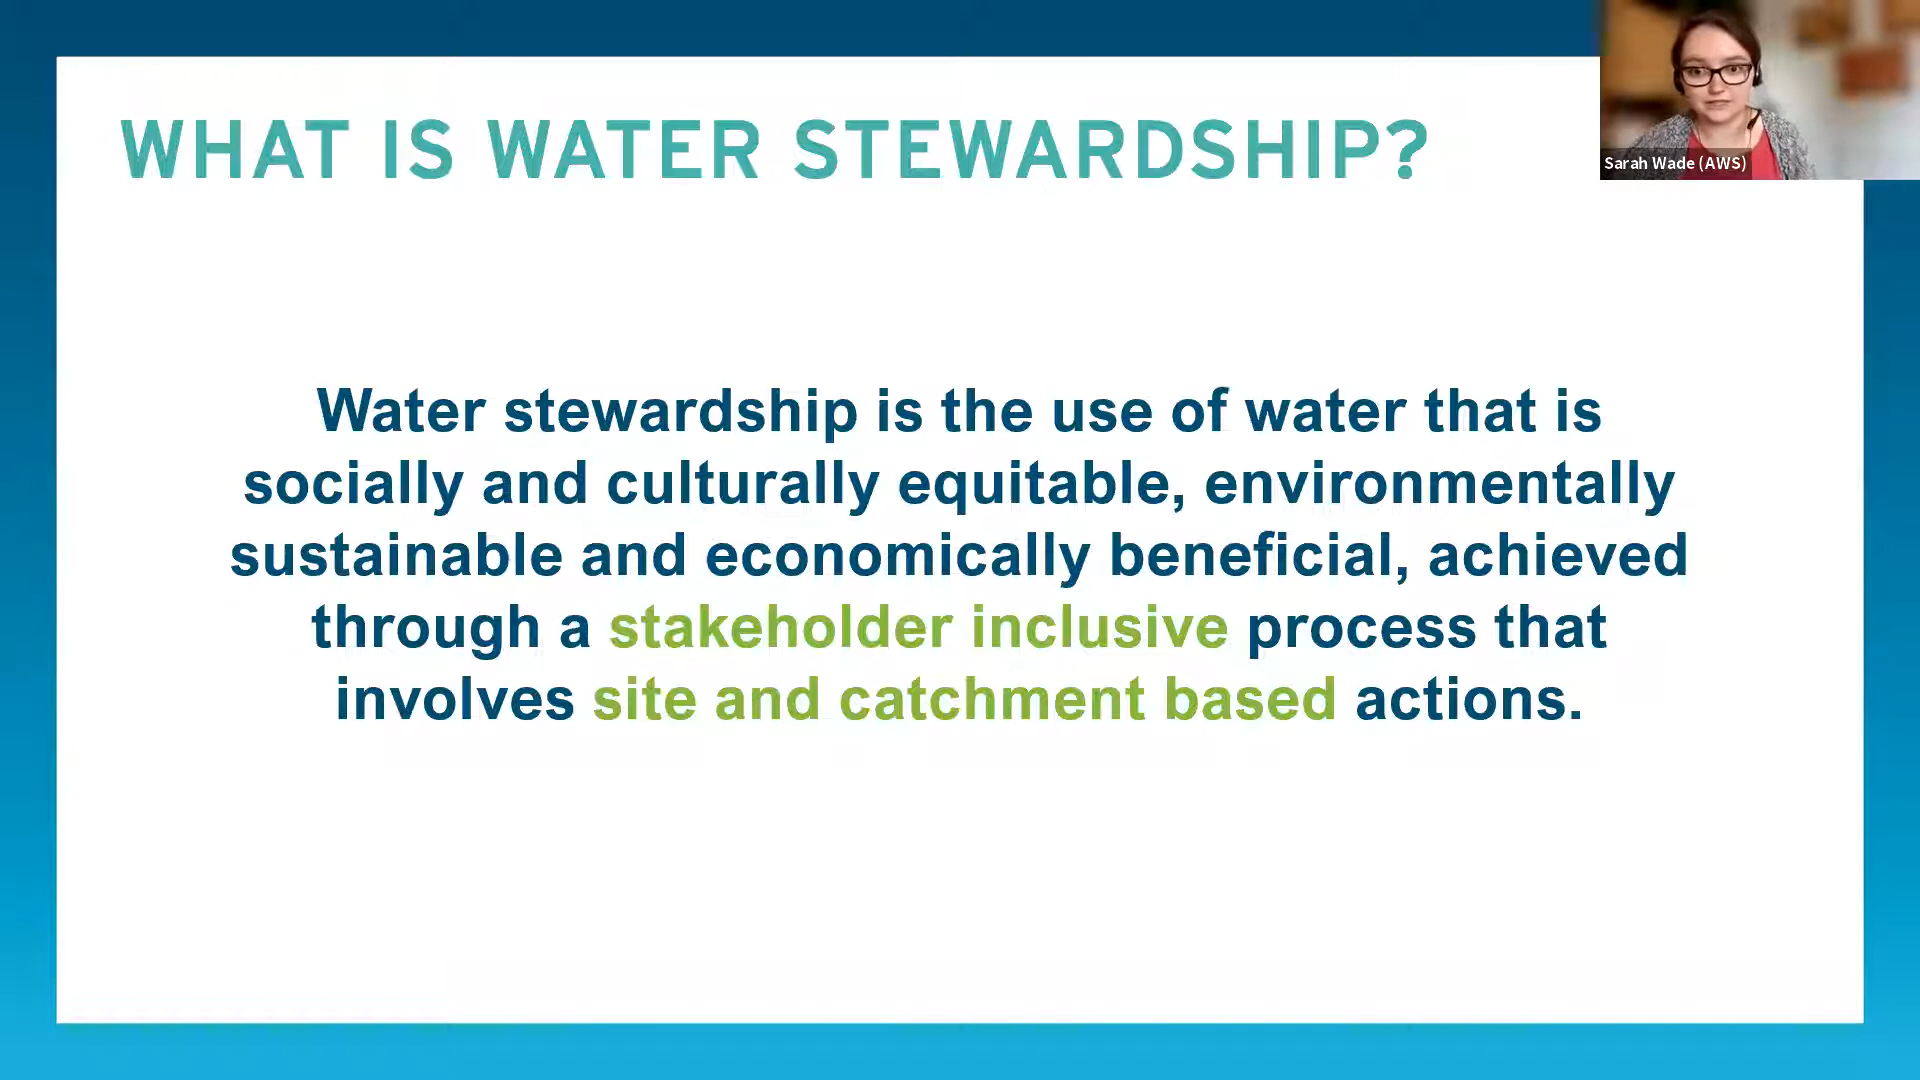 WHAT IS WATER STEWARDSHIP?
Sarah Wade (AWS)
Water stewardship is the use of water that is
socially and culturally equitable, environmentally
sustainable and economically beneficial, achieved
through a stakeholder inclusive process that
involves site and catchment based actions.